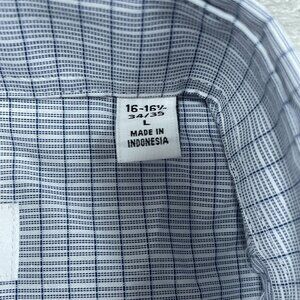 16-16½
34/35
L
MADE IN
INDONESIA